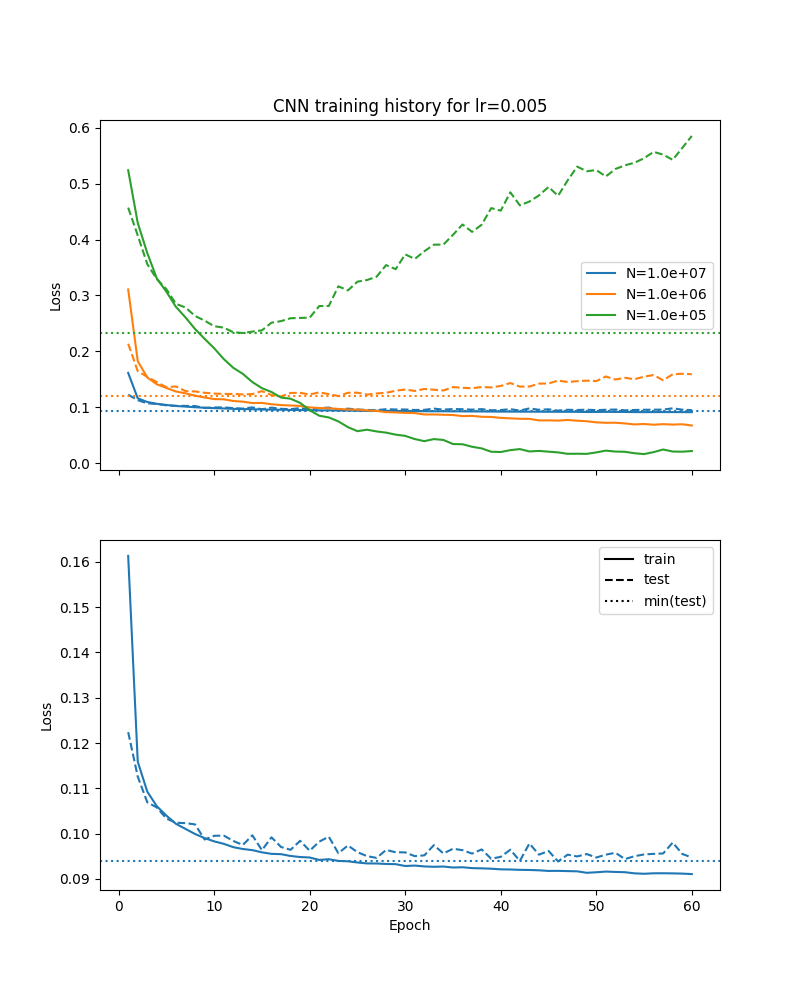 CNN training history for lr=0.005
0.6
0.5
0.4
0.3
0.2
0.1
0.0
Loss
N=1.0e+07
N=1.0e+06
N=1.0e+05
0.16
0.15
0.14
0.13
0.12
0.11
0.10
0.09
Loss
train
test
min(test)
0 10 20 30 40 50 60
Epoch